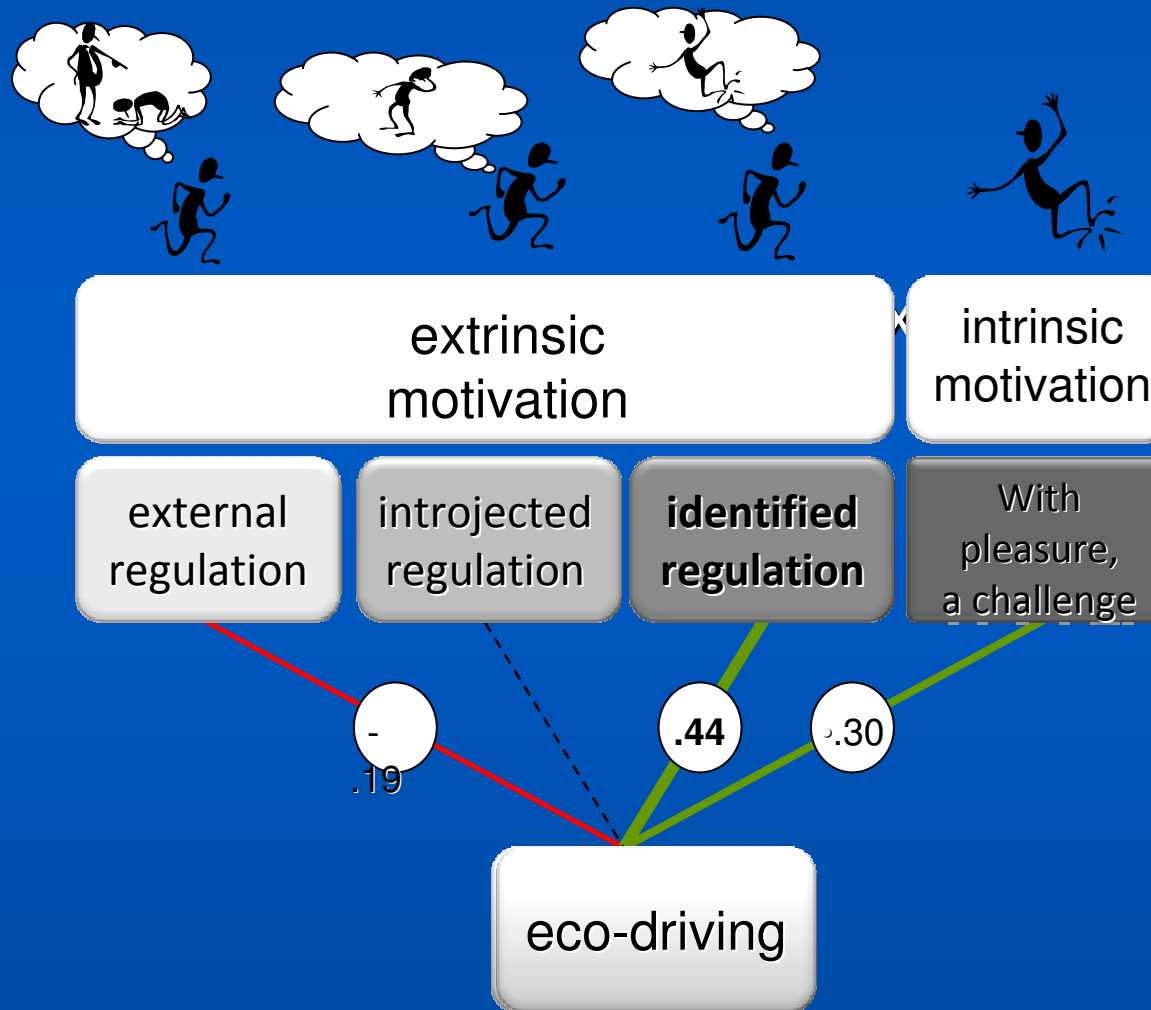 extrinsic
motivation
x
intrinsic
motivation
external
regulation
introjected
regulation
identified
regulation
With
pleasure,
a challenge
-
.19
.44
.30
eco-driving